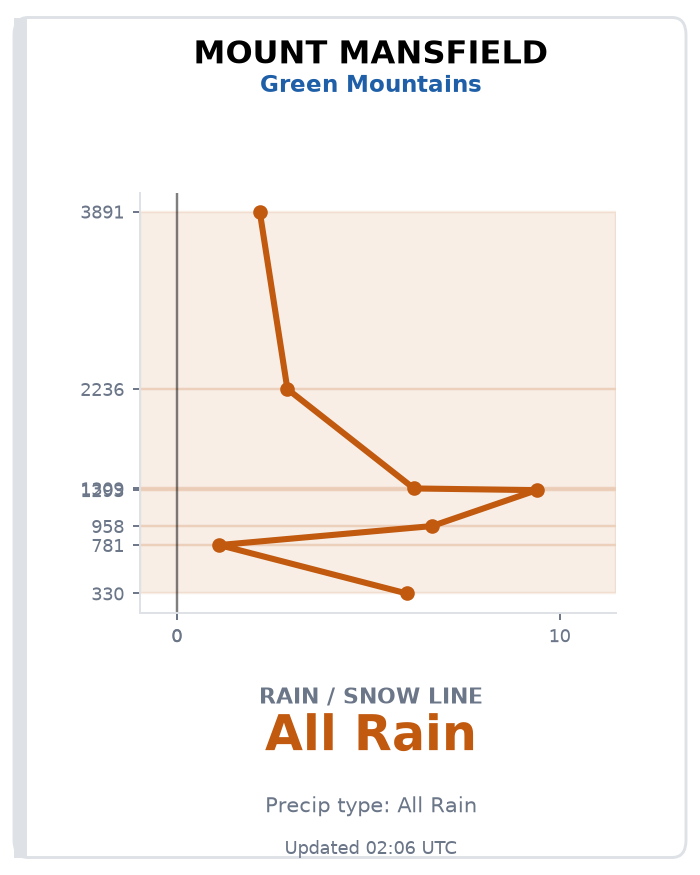 MOUNT MANSFIELD
Green Mountains
3891
2236
958
781
330
0
10
RAIN / SNOW LINE
All Rain
Precip type: All Rain
Updated 02:06 UTC